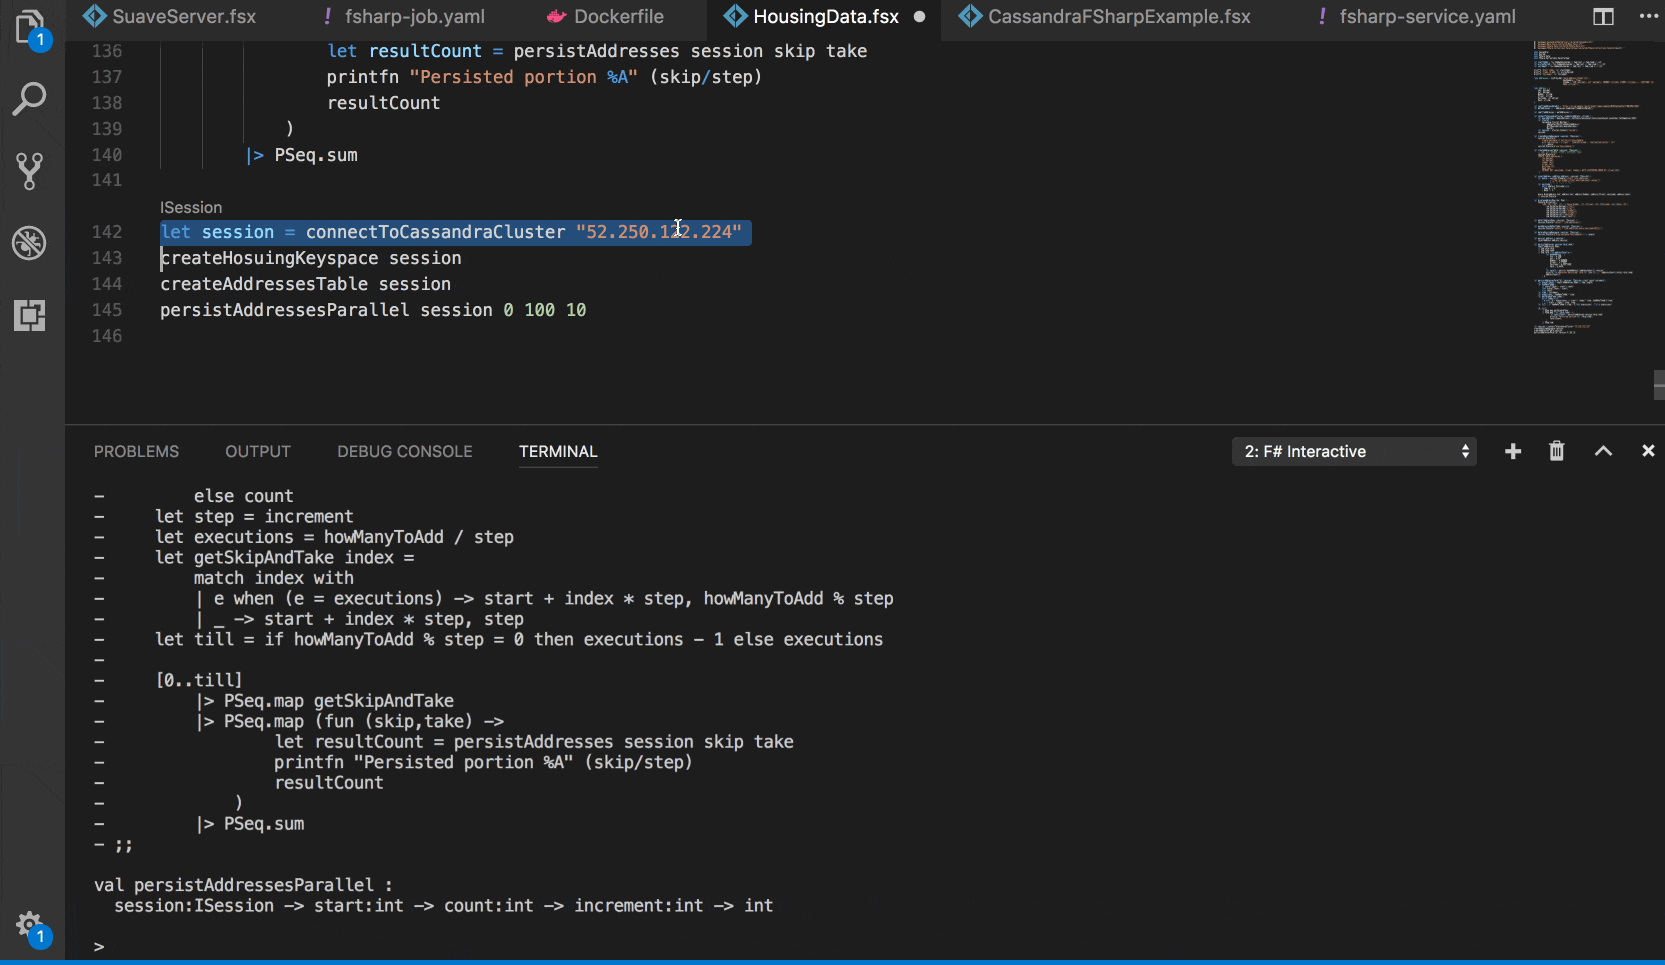 SuaveServer.fsx ! fsharp-job.yaml Dockerfile HousingData.fsx CassandraFSharpExample.fsx ! fsharp-service.yaml
1
136 let resultCount = persistAddresses session skip take
137 printfn "Persisted portion %A" (skip/step)
138 resultCount
139 )
140 |> PSeq.sum
141
ISession
142 let session = connectToCassandraCluster "52.250.122.224"
143 createHosuingKeyspace session
144 createAddressesTable session
145 persistAddressesParallel session 0 100 10
146
PROBLEMS OUTPUT DEBUG CONSOLE TERMINAL 2: F# Interactive
- else count
- let step = increment
- let executions = howManyToAdd / step
- let getSkipAndTake index =
- match index with
- | e when (e = executions) -> start + index * step, howManyToAdd % step
- | _ -> start + index * step, step
- let till = if howManyToAdd % step = 0 then executions - 1 else executions
-
- [0..till]
- |> PSeq.map getSkipAndTake
- |> PSeq.map (fun (skip,take) ->
- let resultCount = persistAddresses session skip take
- printfn "Persisted portion %A" (skip/step)
- resultCount
- )
- |> PSeq.sum
- ;;
val persistAddressesParallel :
session:ISession -> start:int -> count:int -> increment:int -> int
>
1